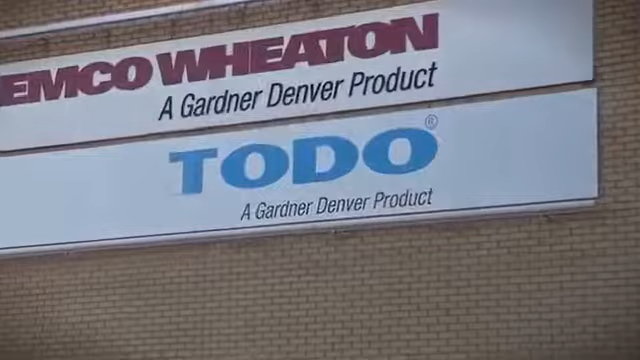 EMCO WHEATON
A Gardner Denver Product
TODO®
A Gardner Denver Product